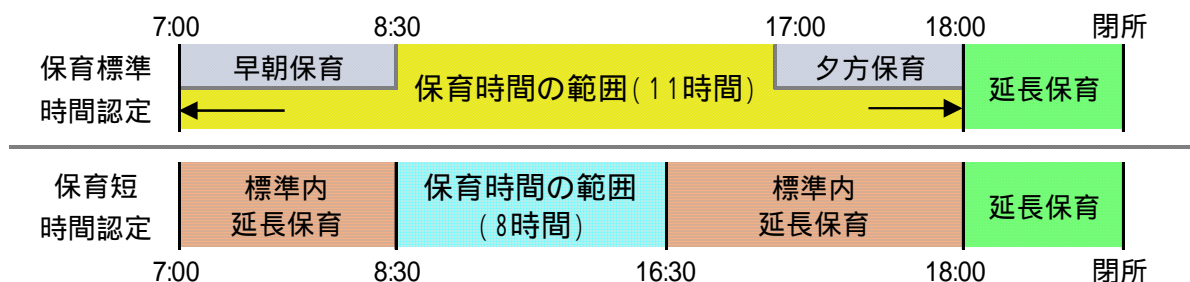 7:00 8:30 17:00 18:00 閉所
保育標準
時間認定
早朝保育
保育時間の範囲(11時間)
夕方保育
延長保育
保育短
時間認定
標準内
延長保育
保育時間の範囲
(8時間)
標準内
延長保育
延長保育
7:00 8:30 16:30 18:00 閉所